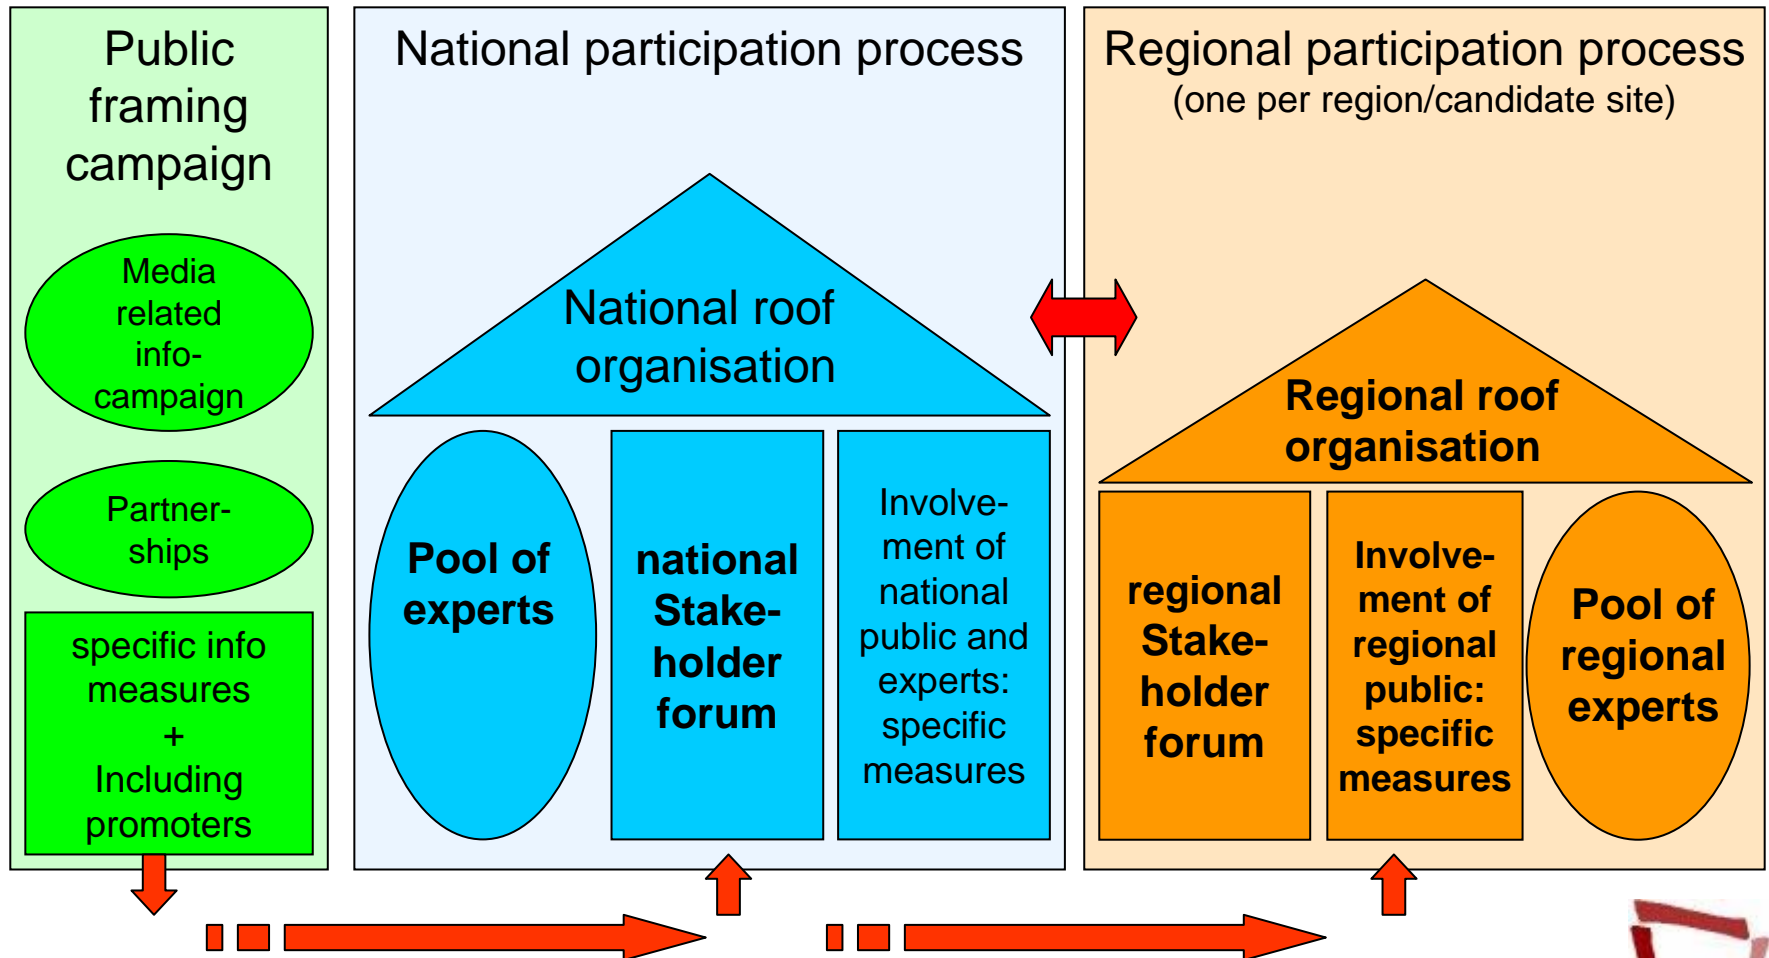 Public
framing
campaign
Media
related
info-
campaign
Partner-
ships
specific info
measures
+
Including
promoters
National participation process
National roof
organisation
Pool of
experts
national
Stake-
holder
forum
Involve-
ment of
national
public and
experts:
specific
measures
Regional participation process
(one per region/candidate site)
Regional roof
organisation
regional
Stake-
holder
forum
Involve-
ment of
regional
public:
specific
measures
Pool of
regional
experts